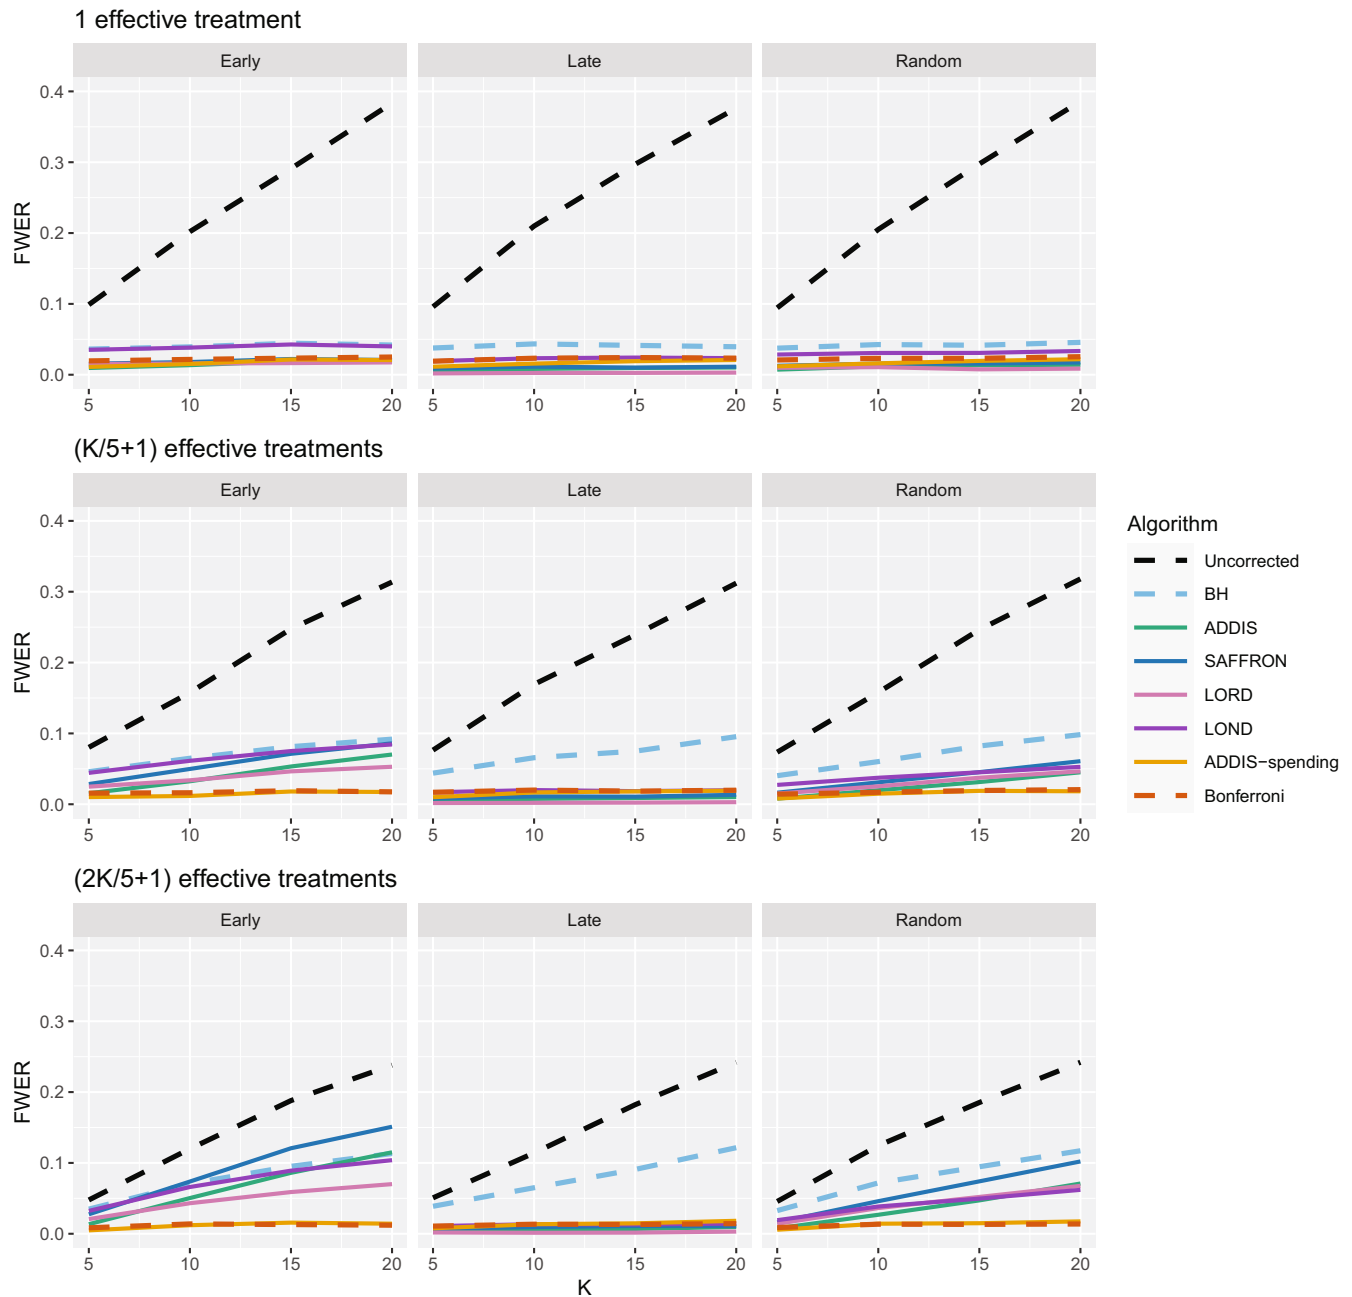 1 effective treatment
Early Late Random
0.4
0.3
0.2
0.1
0.0
FWER
5 10 15 20 5 10 15 20 5 10 15 20
(K/5+1) effective treatments
Early Late Random
0.4
0.3
0.2
0.1
0.0
FWER
5 10 15 20 5 10 15 20 5 10 15 20
Algorithm
Uncorrected
BH
ADDIS
SAFFRON
LORD
LOND
ADDIS−spending
Bonferroni
(2K/5+1) effective treatments
Early Late Random
0.4
0.3
0.2
0.1
0.0
FWER
5 10 15 20 5 10 15 20 5 10 15 20
K